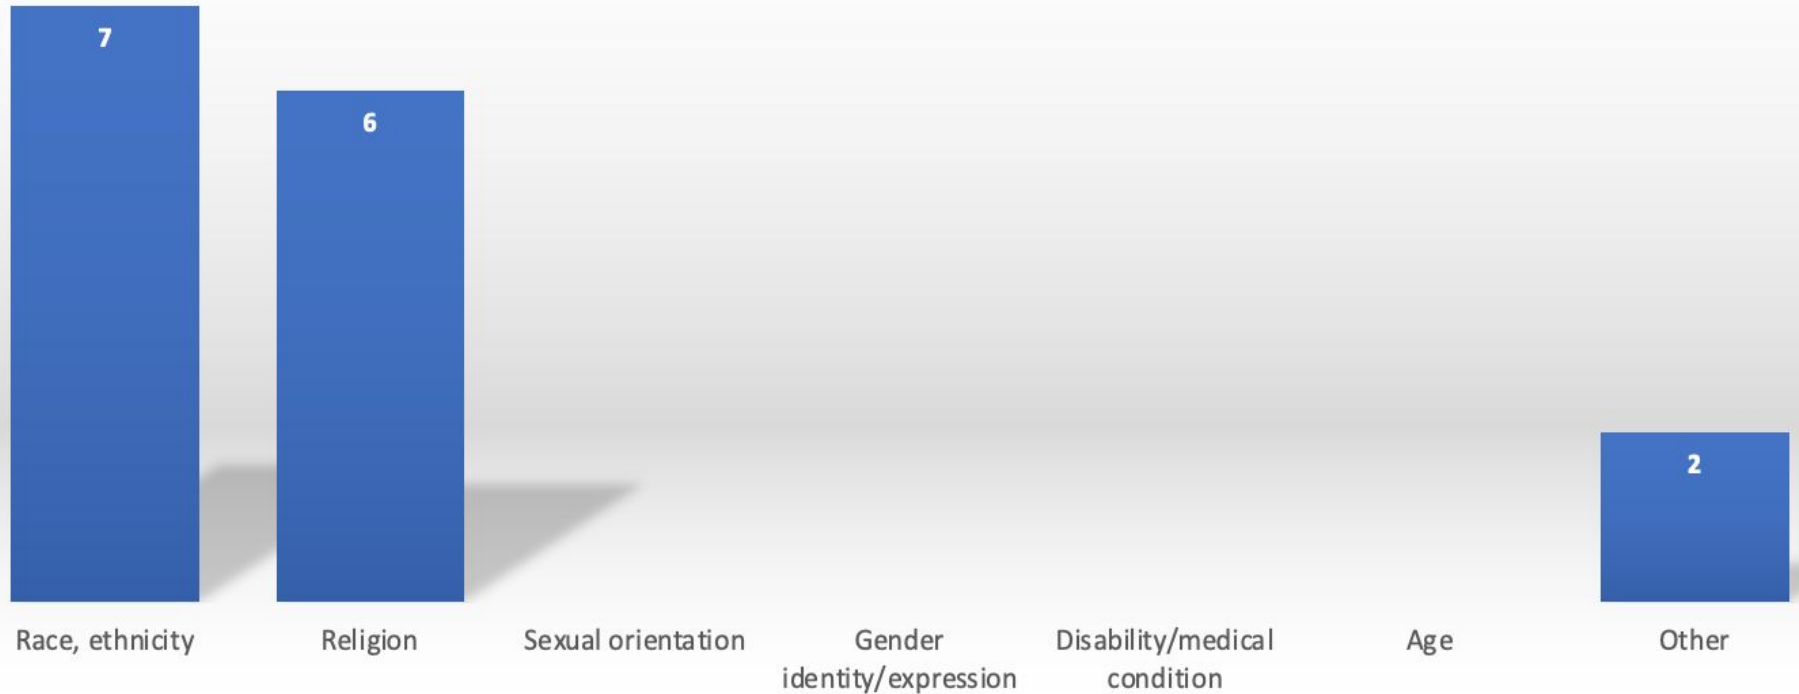 7
6
2
Race, ethnicity
Religion
Sexual orientation
Gender
identity/expression
Disability/medical
condition
Age
Other